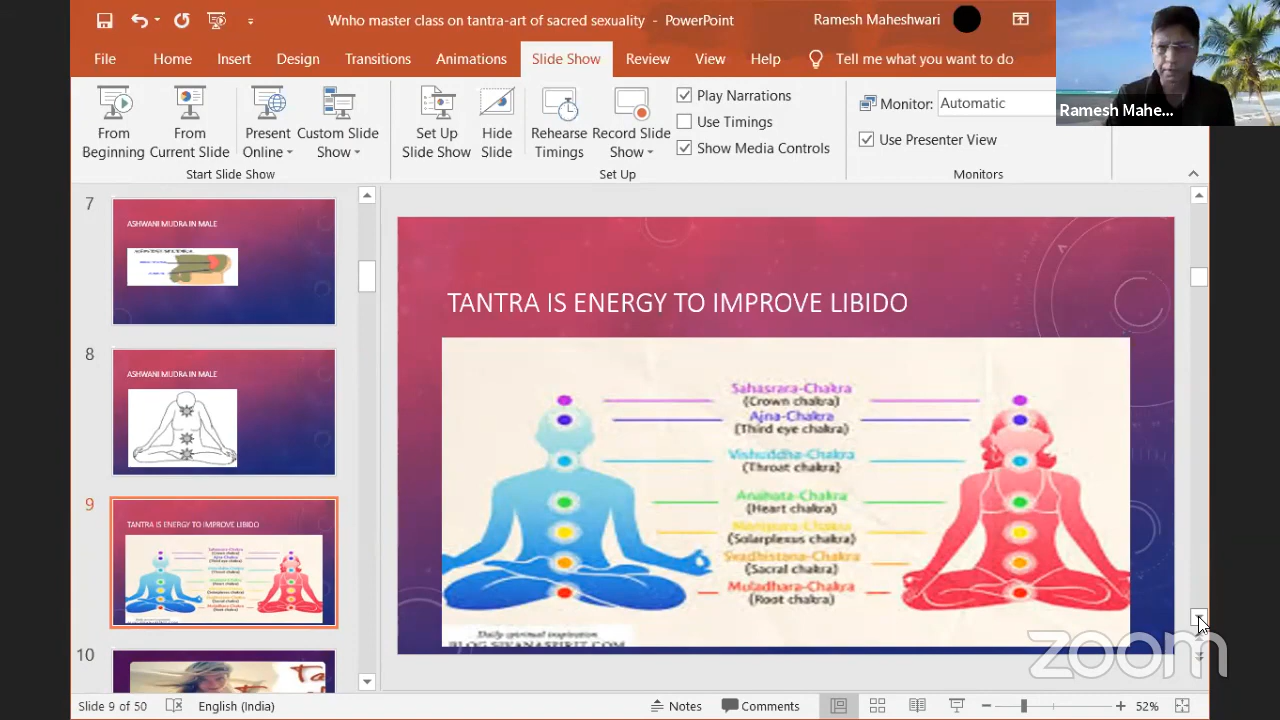 Wnho master class on tantra-art of sacred sexuality - PowerPoint
Ramesh Maheshwari
File Home Insert Design Transitions Animations Slide Show Review View Help Tell me what you want to do
From Beginning
From Current Slide
Present Online
Custom Slide Show
Start Slide Show
Set Up Slide Show
Hide Slide
Rehearse Timings
Record Slide Show
Play Narrations
Use Timings
Show Media Controls
Set Up
Monitor: Automatic
Use Presenter View
Monitors
Ramesh Mahe...
7
ASHWANI MUDRA IN MALE
8
ASHWANI MUDRA IN MALE
9
TANTRA IS ENERGY TO IMPROVE LIBIDO
10
TANTRA IS ENERGY TO IMPROVE LIBIDO
Sahasrara-Chakra
(Crown chakra)
Ajna-Chakra
(Third eye chakra)
Vishuddha-Chakra
(Throat chakra)
Anahata-Chakra
(Heart chakra)
Manipura-Chakra
(Solarplexus chakra)
Svadhistana-Chakra
(Sacral chakra)
Muladhara-Chakra
(Root chakra)
Daily spiritual inspiration
zoom
Slide 9 of 50 English (India) Notes Comments 52%